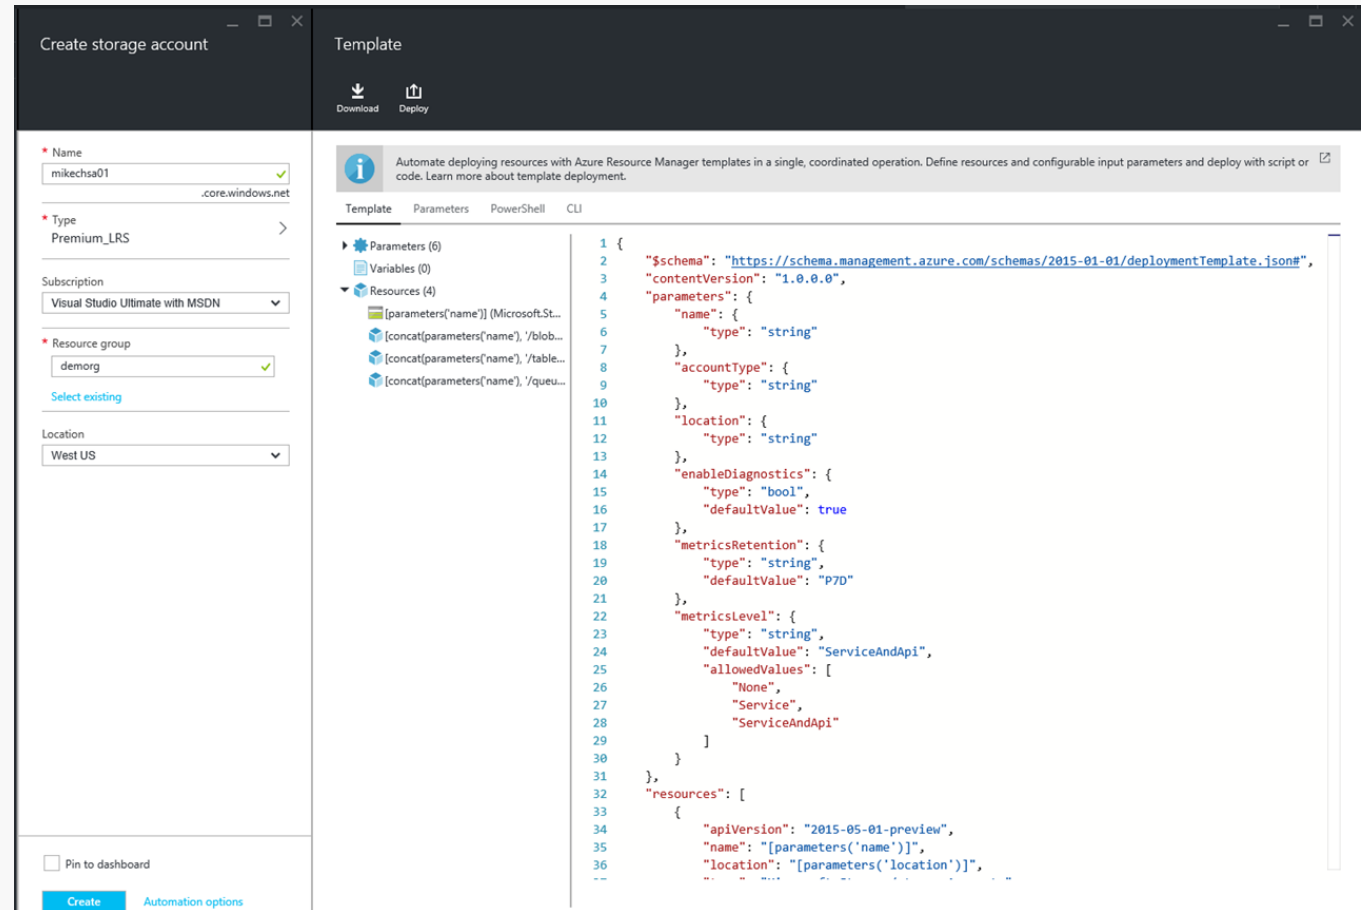 Create storage account
* Name
mikechsa01
.core.windows.net
* Type
Premium_LRS
Subscription
Visual Studio Ultimate with MSDN
* Resource group
demorg
Select existing
Location
West US
Pin to dashboard
Create
Automation options
Template
Download
Deploy
Automate deploying resources with Azure Resource Manager templates in a single, coordinated operation. Define resources and configurable input parameters and deploy with script or
code. Learn more about template deployment.
Template Parameters PowerShell CLI
Parameters (6)
Variables (0)
Resources (4)
[parameters('name')] (Microsoft.St...
[concat(parameters('name'), '/blob...
[concat(parameters('name'), '/table...
[concat(parameters('name'), '/queu...
1 {
2 "$schema": "https://schema.management.azure.com/schemas/2015-01-01/deploymentTemplate.json#",
3 "contentVersion": "1.0.0.0",
4 "parameters": {
5 "name": {
6 "type": "string"
7 },
8 "accountType": {
9 "type": "string"
10 },
11 "location": {
12 "type": "string"
13 },
14 "enableDiagnostics": {
15 "type": "bool",
16 "defaultValue": true
17 },
18 "metricsRetention": {
19 "type": "string",
20 "defaultValue": "P7D"
21 },
22 "metricsLevel": {
23 "type": "string",
24 "defaultValue": "ServiceAndApi",
25 "allowedValues": [
26 "None",
27 "Service",
28 "ServiceAndApi"
29 ]
30 }
31 },
32 "resources": [
33 {
34 "apiVersion": "2015-05-01-preview",
35 "name": "[parameters('name')]",
36 "location": "[parameters('location')]",